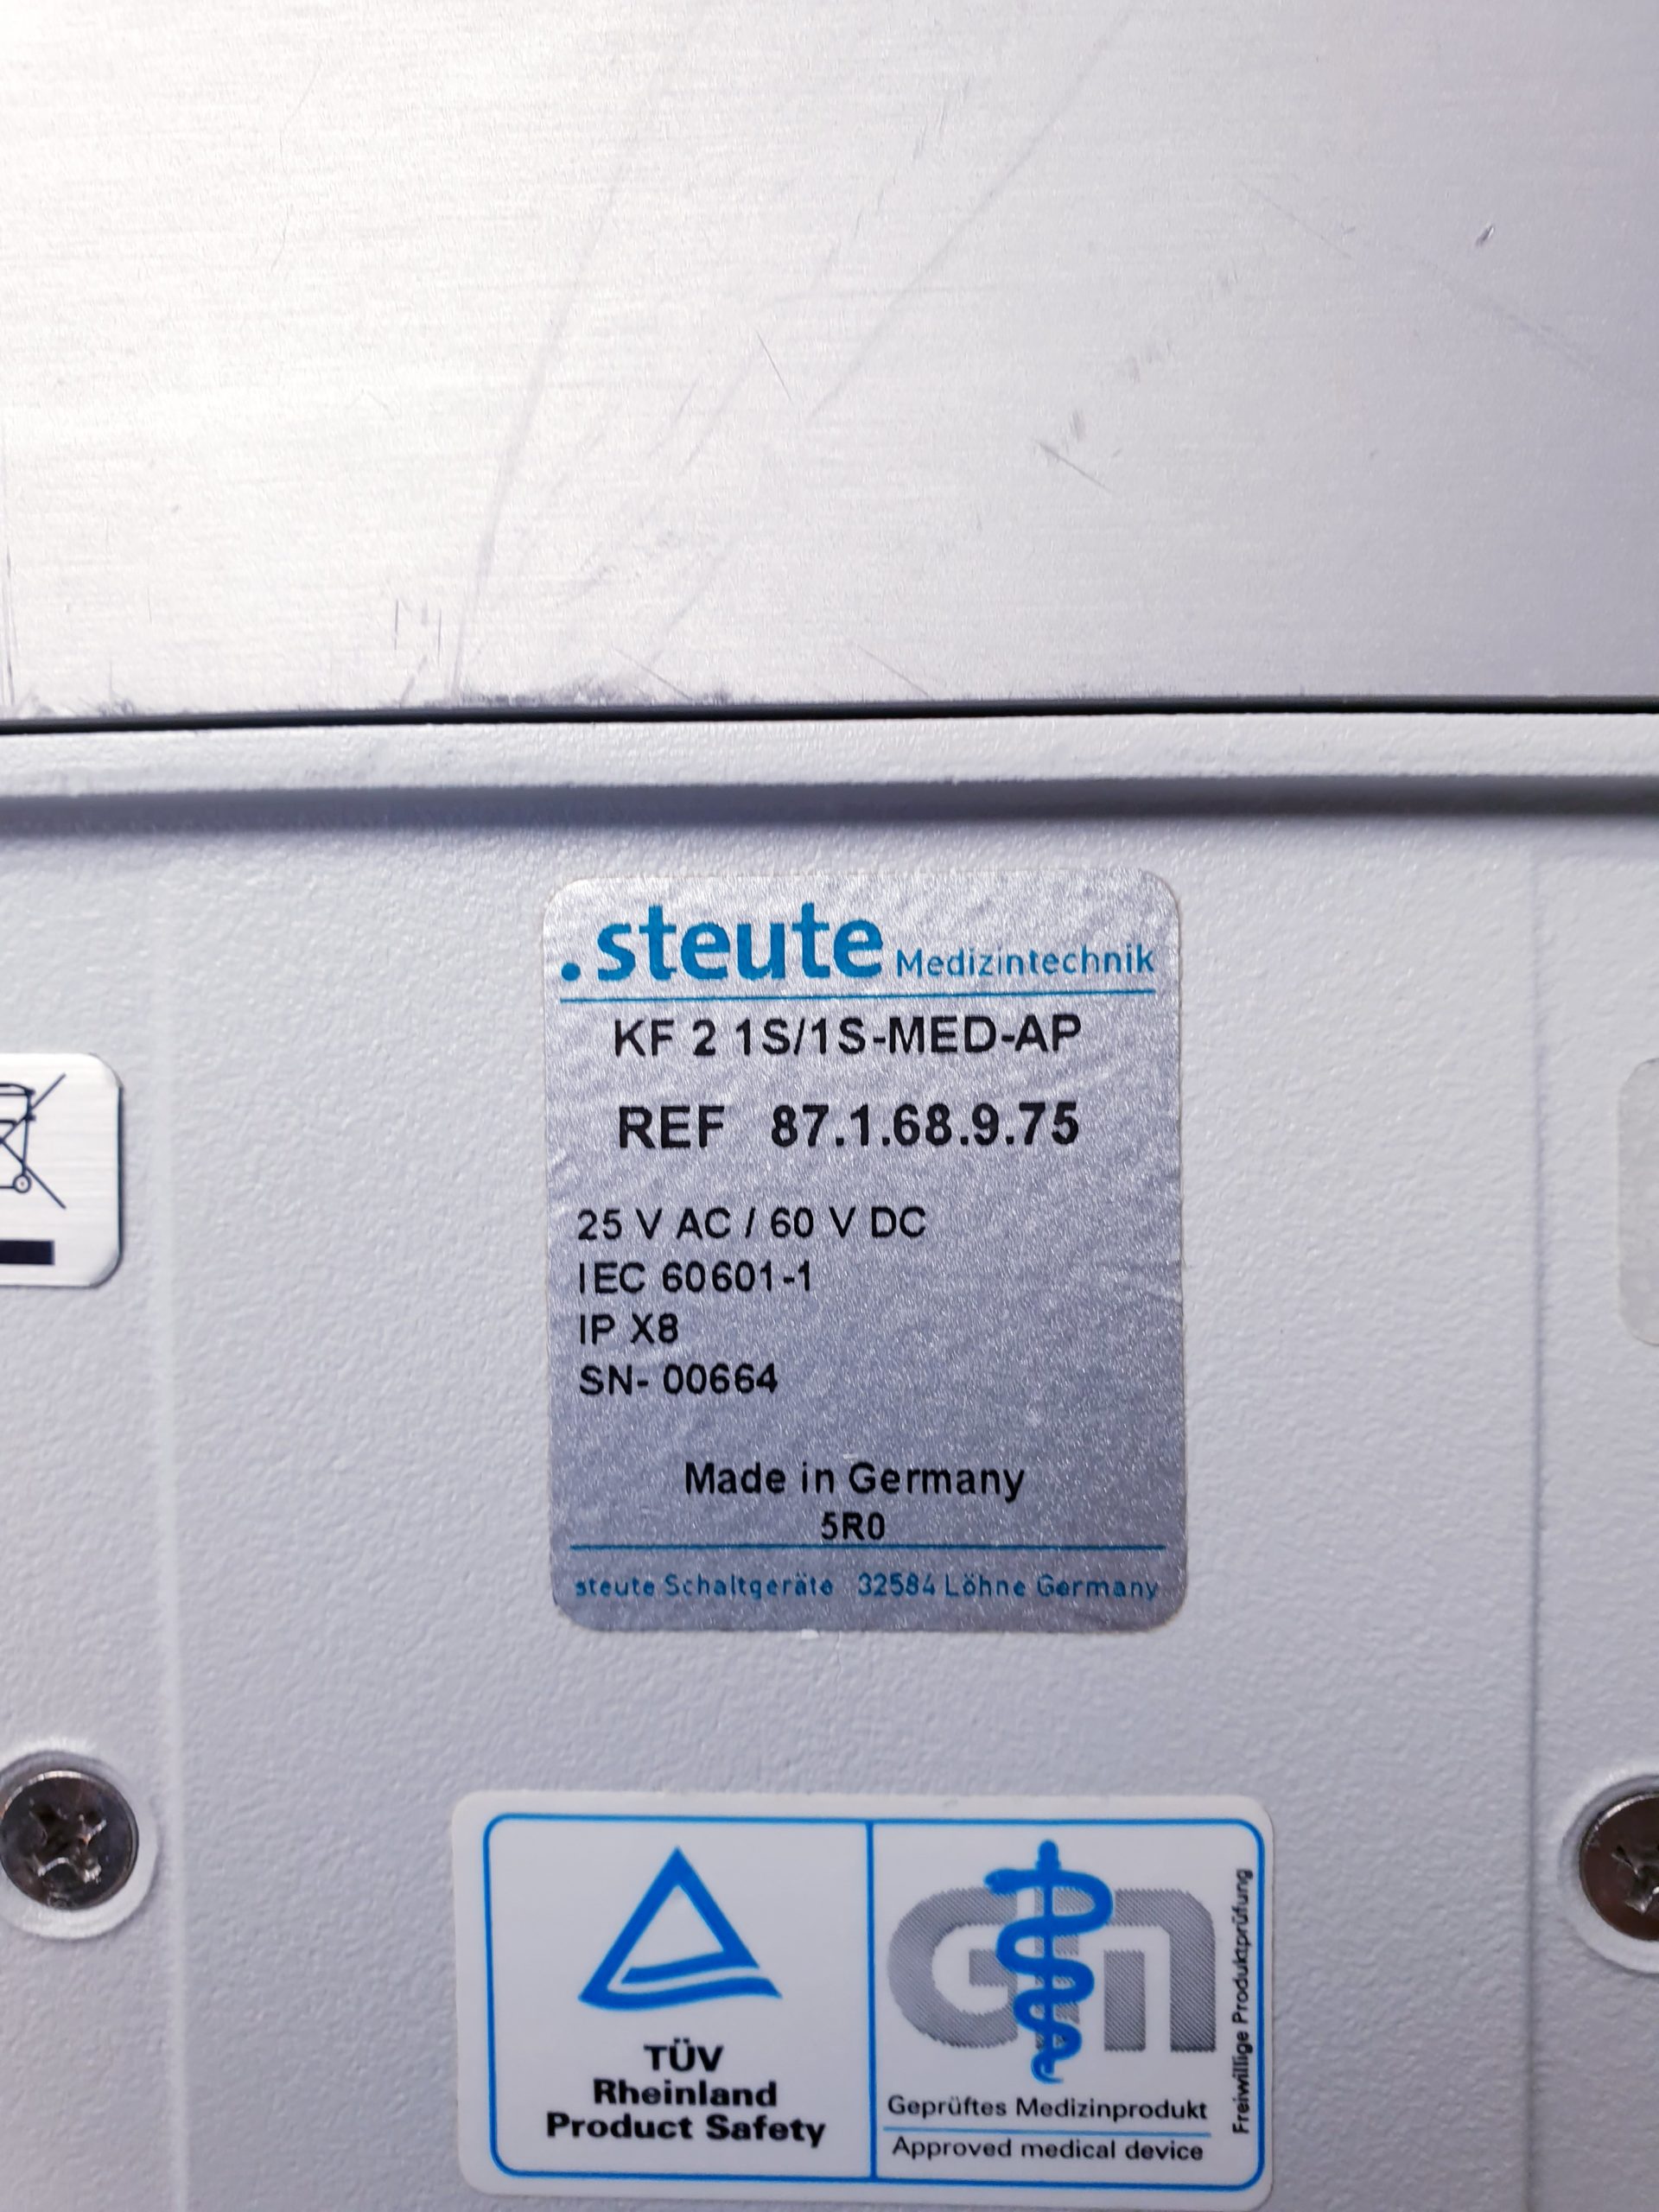 .steute Medizintechnik
KF 2 1S/1S-MED-AP
REF 87.1.68.9.75
25 V AC / 60 V DC
IEC 60601-1
IP X8
SN- 00664
Made in Germany
5R0
steute Schaltgeräte 32584 Löhne Germany
TÜV
Rheinland
Product Safety
Gm
Geprüftes Medizinprodukt
Approved medical device
Freiwillige Produktprüfung